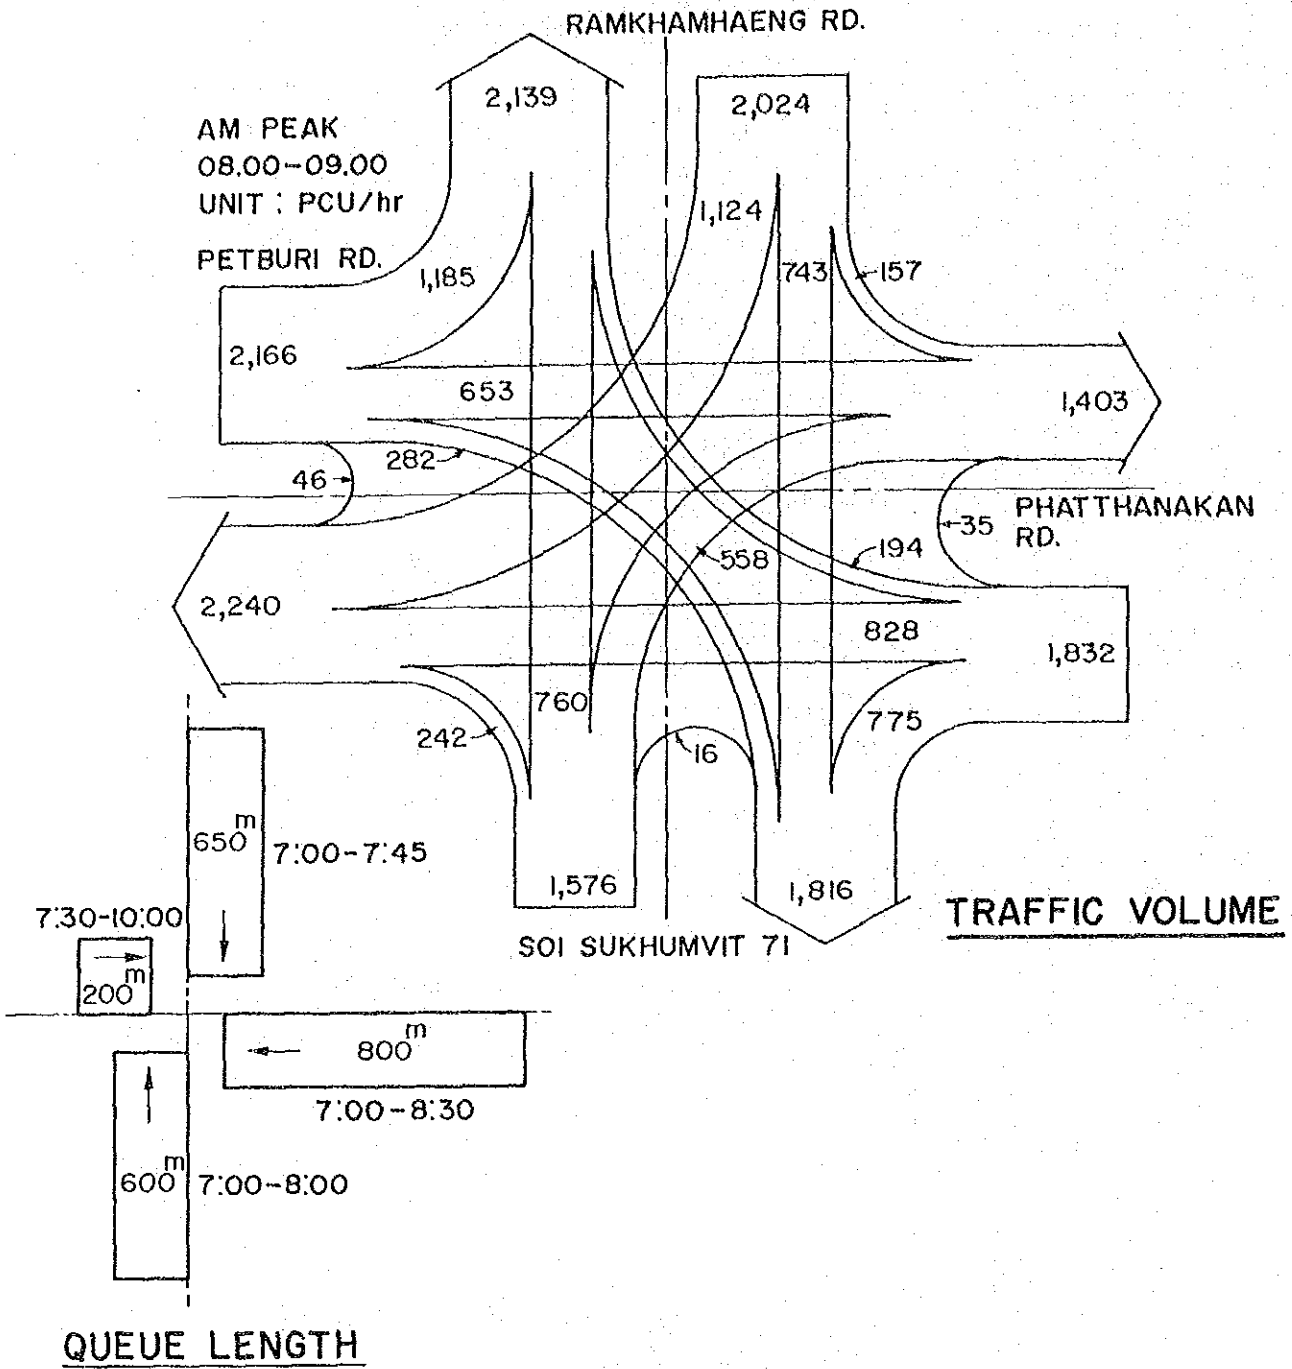 RAMKHAMHAENG RD.
2,139
2,024
AM PEAK
08.00-09.00
UNIT : PCU/hr
PETBURI RD.
1,124
1,185
743
157
2,166
653
1,403
282
46
PHATTHANAKAN
RD.
35
558
194
2,240
828
1,832
760
775
242
16
650m
7:00-7:45
1,576
1,816
TRAFFIC VOLUME
7:30-10:00
SOI SUKHUMVIT 71
200m
800m
7:00-8:30
600m
7:00-8:00
QUEUE LENGTH